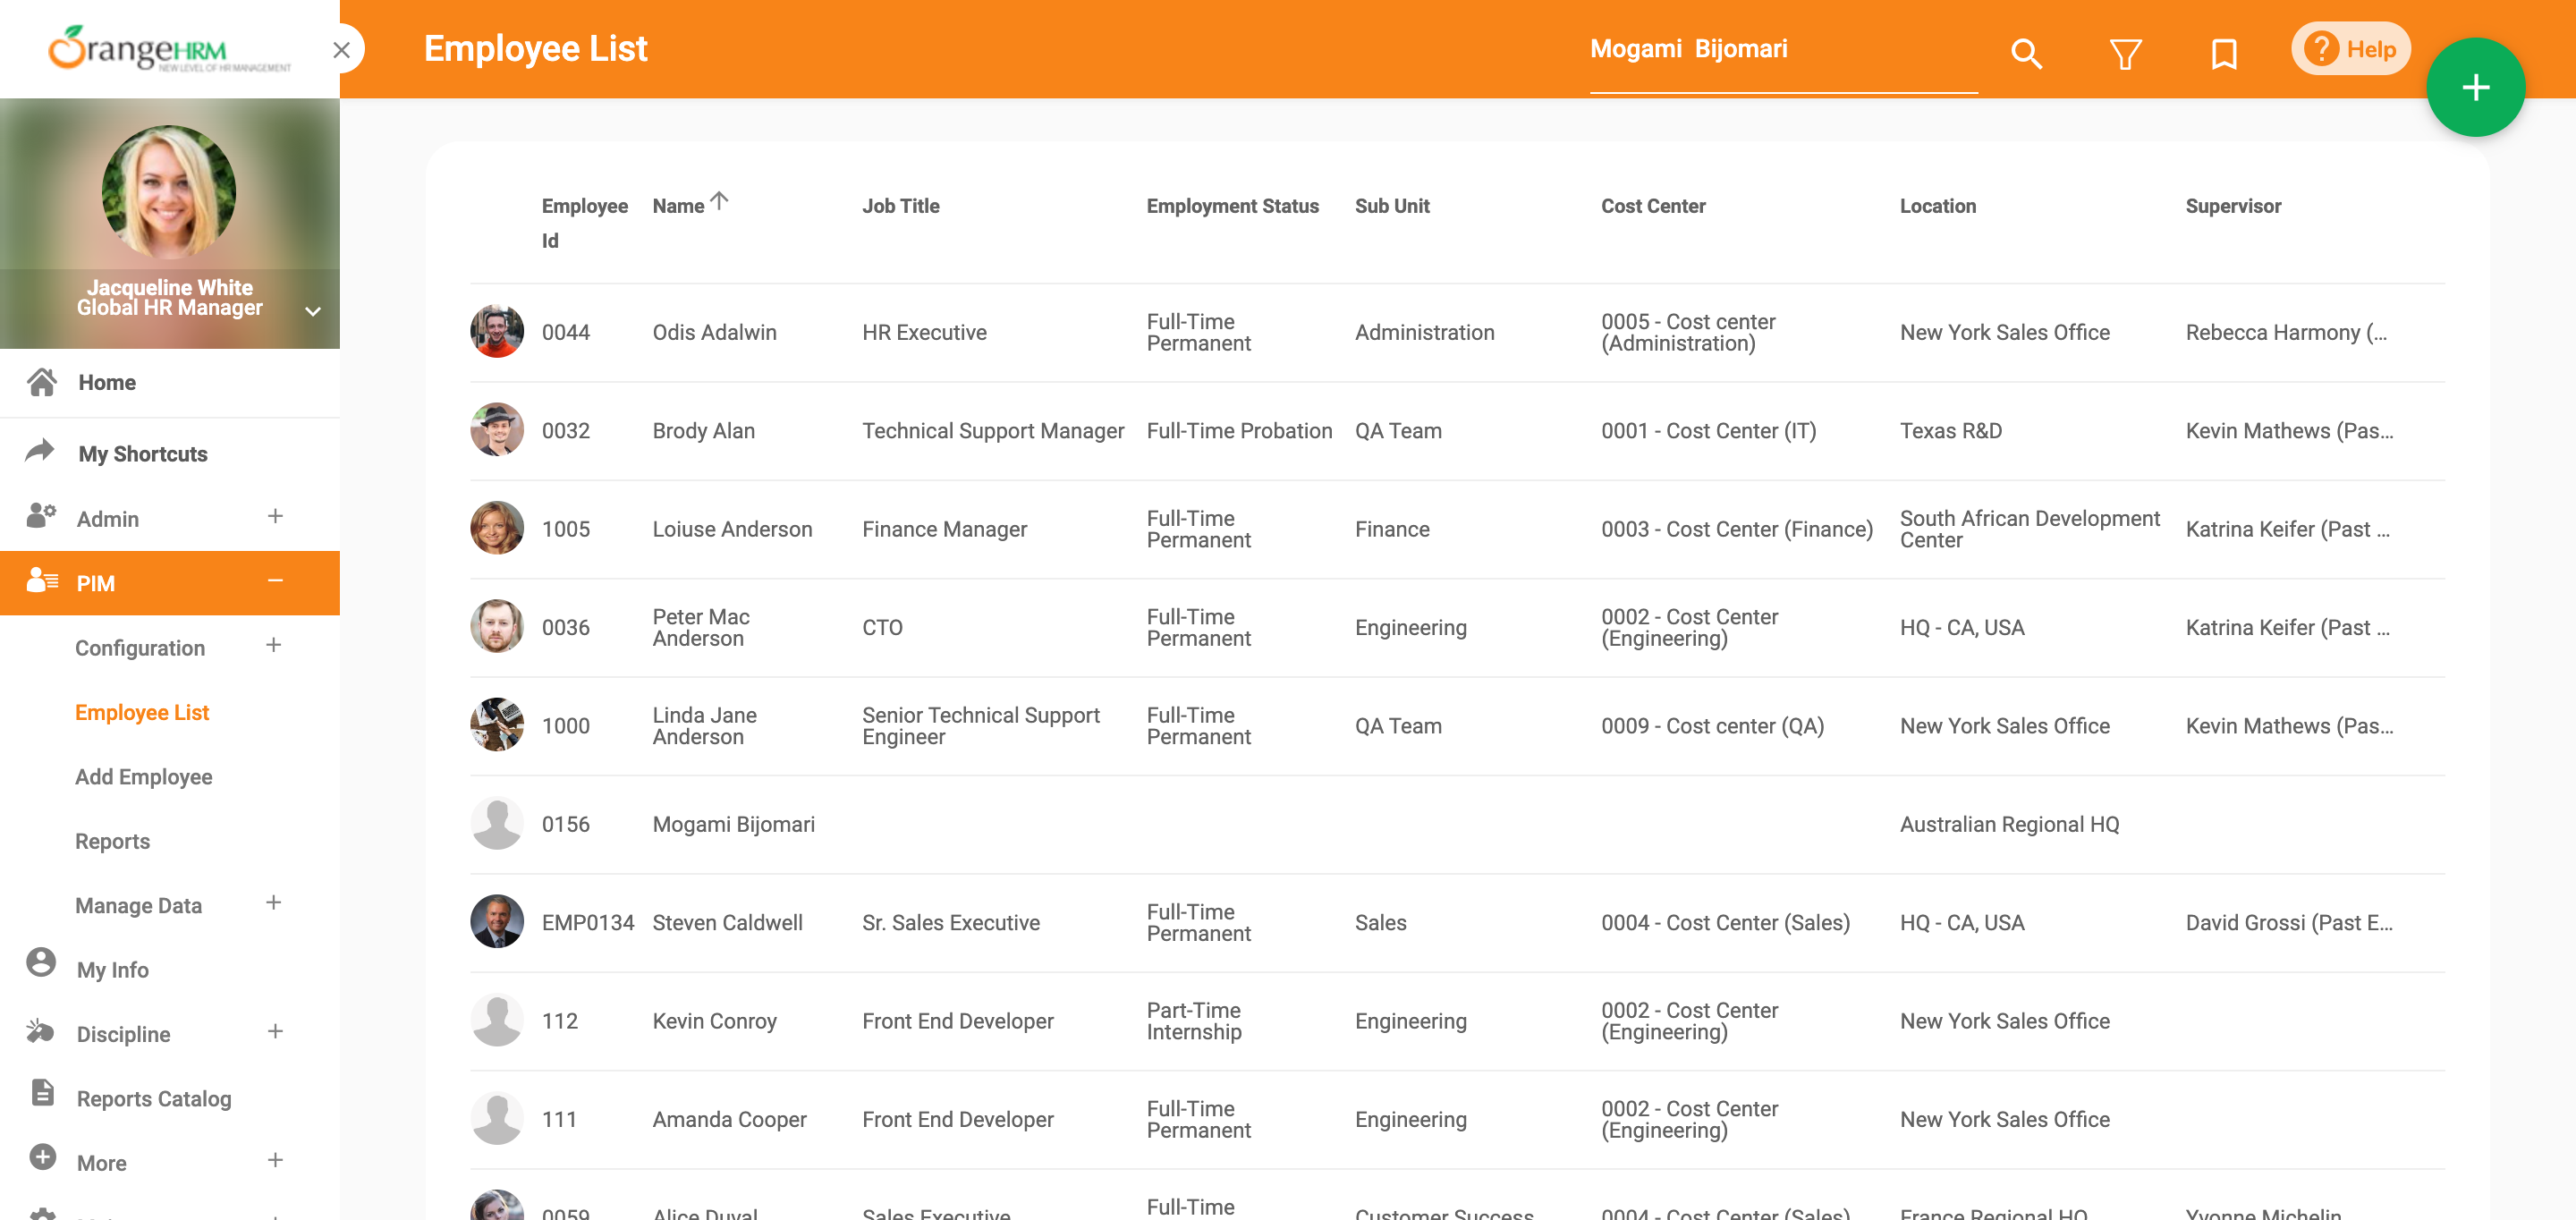 OrangeHRM
NEW LEVEL OF HR MANAGEMENT
Employee List
Mogami  Bijomari
Help
Jacqueline White
Global HR Manager
Home
My Shortcuts
Admin
PIM
Configuration
Employee List
Add Employee
Reports
Manage Data
My Info
Discipline
Reports Catalog
More
Employee Id Name Job Title Employment Status Sub Unit Cost Center Location Supervisor
0044 Odis Adalwin HR Executive Full-Time Permanent Administration 0005 - Cost center (Administration) New York Sales Office Rebecca Harmony (...
0032 Brody Alan Technical Support Manager Full-Time Probation QA Team 0001 - Cost Center (IT) Texas R&D Kevin Mathews (Pas...
1005 Loiuse Anderson Finance Manager Full-Time Permanent Finance 0003 - Cost Center (Finance) South African Development Center Katrina Keifer (Past ...
0036 Peter Mac Anderson CTO Full-Time Permanent Engineering 0002 - Cost Center (Engineering) HQ - CA, USA Katrina Keifer (Past ...
1000 Linda Jane Anderson Senior Technical Support Engineer Full-Time Permanent QA Team 0009 - Cost center (QA) New York Sales Office Kevin Mathews (Pas...
0156 Mogami Bijomari Australian Regional HQ
EMP0134 Steven Caldwell Sr. Sales Executive Full-Time Permanent Sales 0004 - Cost Center (Sales) HQ - CA, USA David Grossi (Past E...
112 Kevin Conroy Front End Developer Part-Time Internship Engineering 0002 - Cost Center (Engineering) New York Sales Office
111 Amanda Cooper Front End Developer Full-Time Permanent Engineering 0002 - Cost Center (Engineering) New York Sales Office
0059 Alice Duval Sales Executive Full-Time Customer Success 0004 - Cost Center (Sales) France Regional HQ Yvonne Michelin